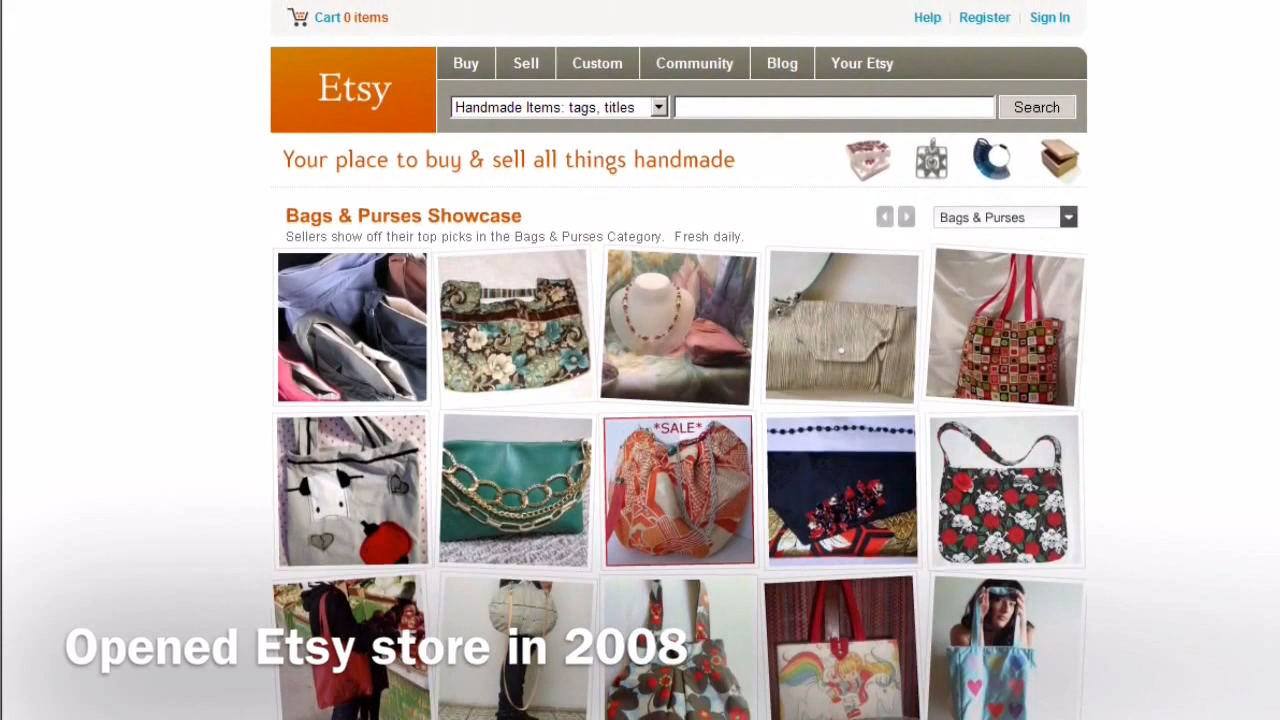 Cart 0 items
Help Register Sign In
Etsy
Buy Sell Custom Community Blog Your Etsy
Handmade Items: tags, titles Search
Your place to buy & sell all things handmade
Bags & Purses Showcase
Bags & Purses
Sellers show off their top picks in the Bags & Purses Category. Fresh daily.
*SALE*
Opened Etsy store in 2008